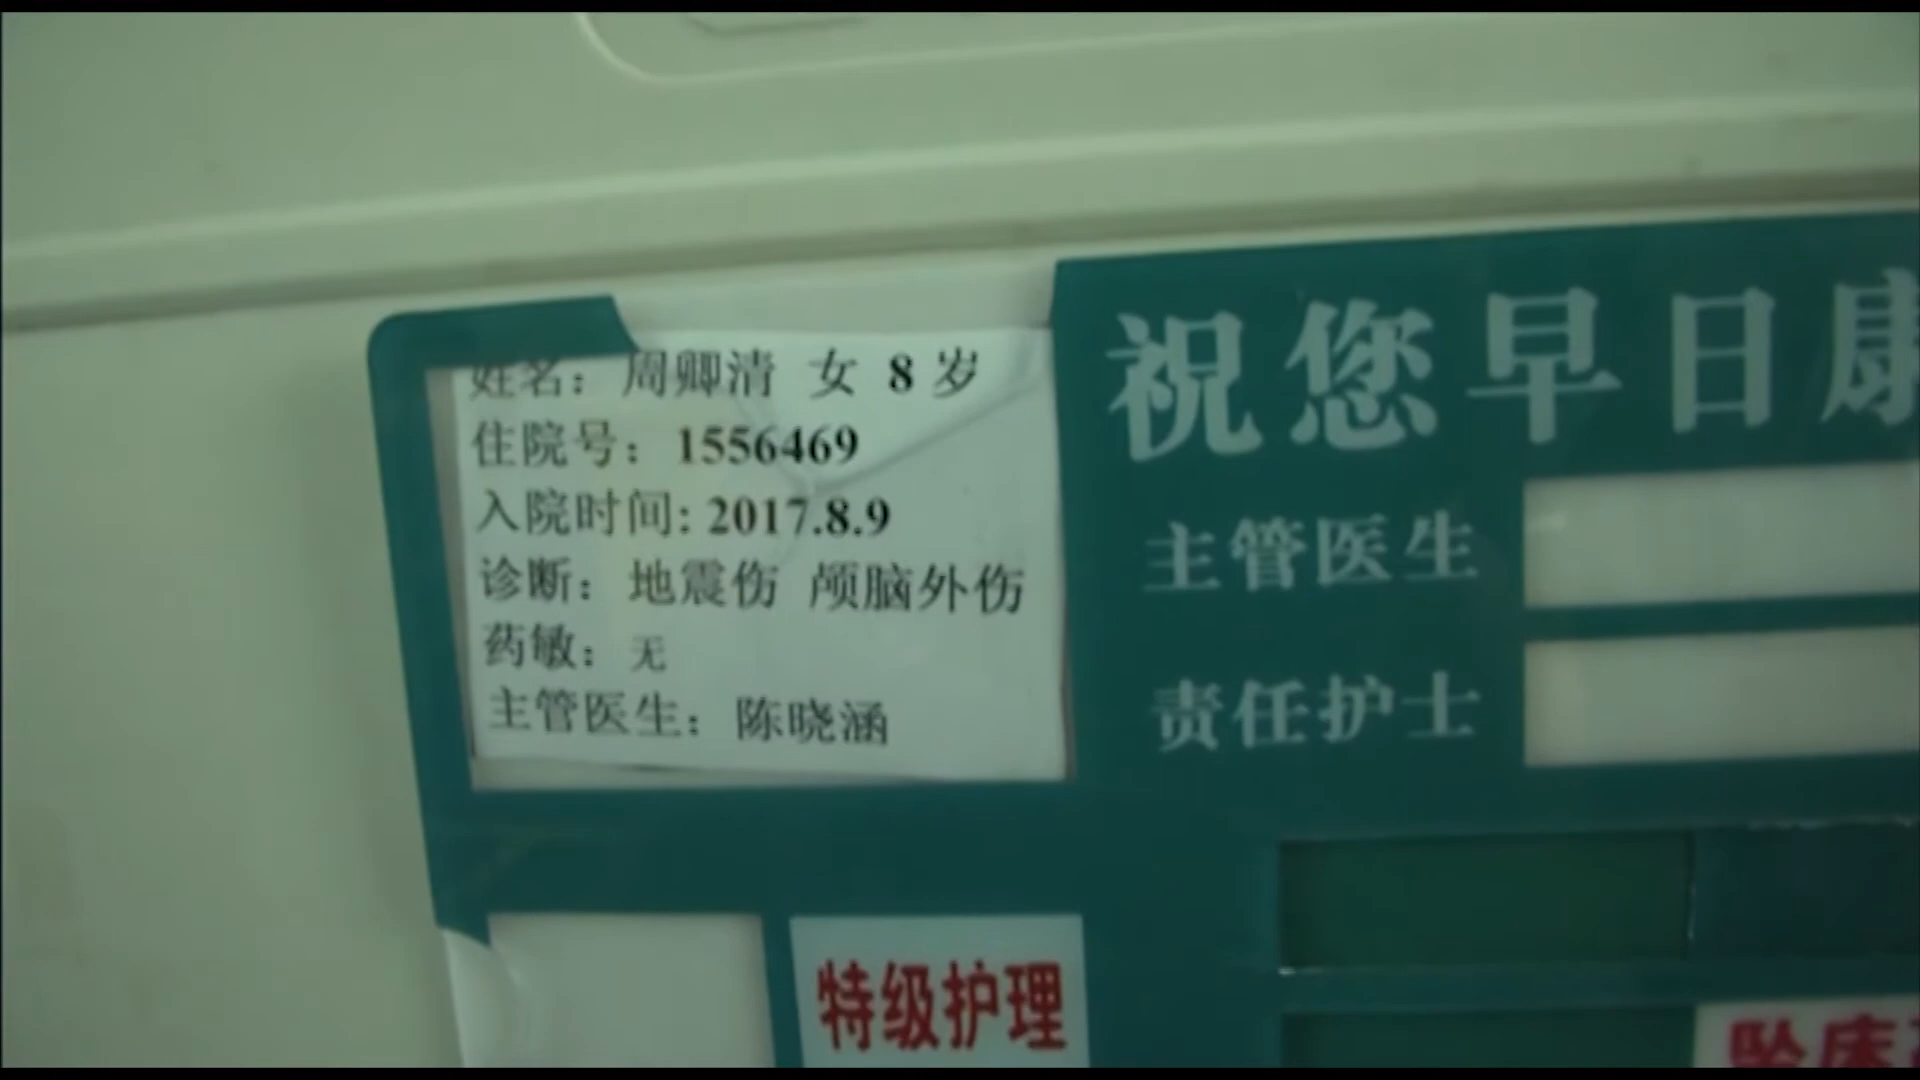 姓名：周卿清 女 8 岁
住院号：1556469
入院时间: 2017.8.9
诊断：地震伤 颅脑外伤
药敏：无
主管医生：陈晓涵
祝您早日康
主管医生
责任护士
特级护理
坠床